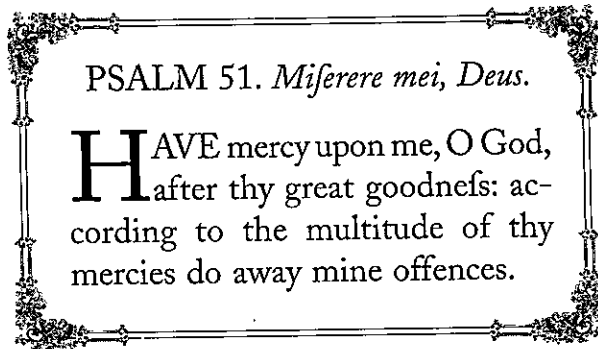 PSALM 51. Miſerere mei, Deus.
HAVE mercy upon me, O God,
after thy great goodneſs: ac-
cording to the multitude of thy
mercies do away mine offences.